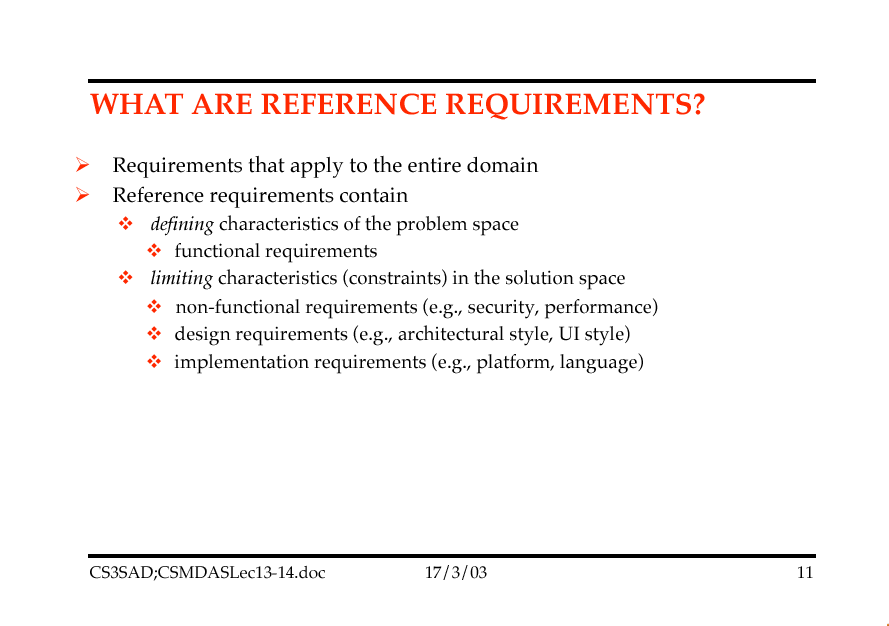 WHAT ARE REFERENCE REQUIREMENTS?
➢ Requirements that apply to the entire domain
➢ Reference requirements contain
❖ defining characteristics of the problem space
❖ functional requirements
❖ limiting characteristics (constraints) in the solution space
❖ non-functional requirements (e.g., security, performance)
❖ design requirements (e.g., architectural style, UI style)
❖ implementation requirements (e.g., platform, language)
CS3SAD;CSMDASLec13-14.doc 17/3/03 11